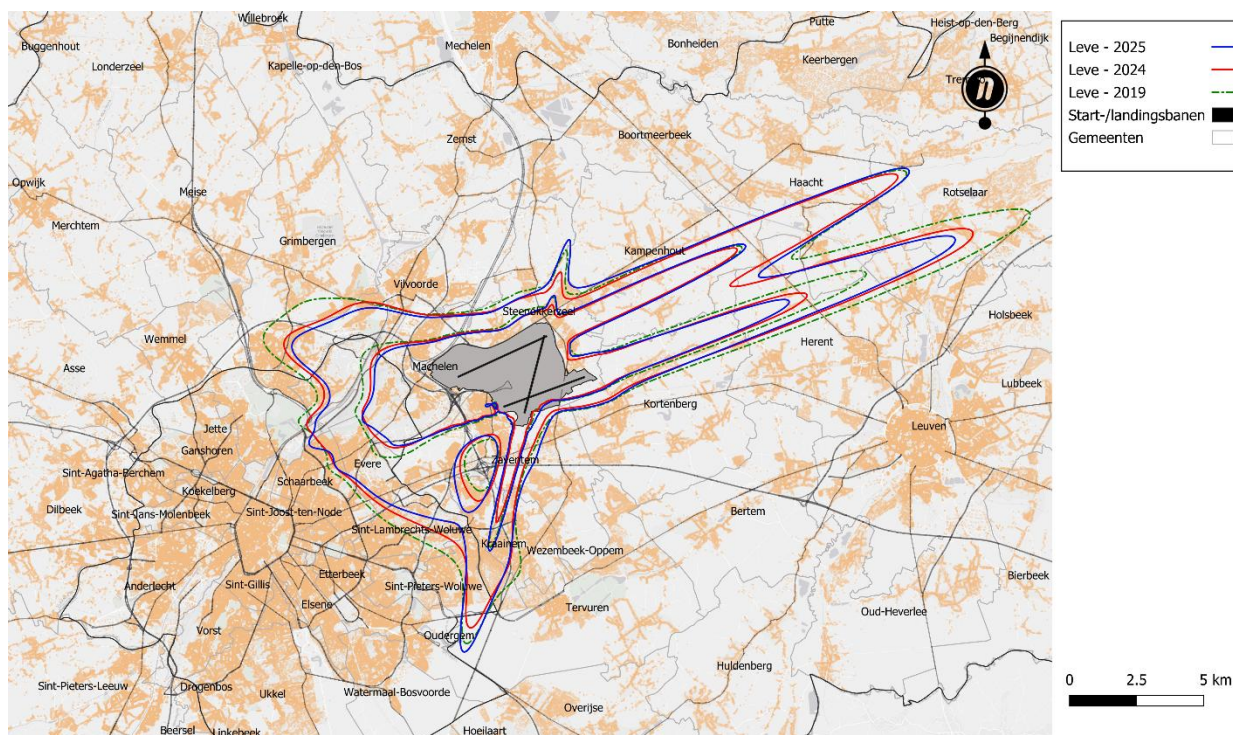 Willebroek
Putte
Heist-op-den-Berg
Buggenhout
Mechelen
Bonheiden
Begijnendijk
Londerzeel
Kapelle-op-den-Bos
Keerbergen
n
Zemst
Boortmeerbeek
Opwijk
Meise
Haacht
Rotselaar
Merchtem
Grimbergen
Kampenhout
Vilvoorde
Steenokkerzeel
Holsbeek
Wemmel
Herent
Asse
Machelen
Lubbeek
Kortenberg
Jette
Leuven
Ganshoren
Evere
Zaventem
Sint-Agatha-Berchem
Schaarbeek
Koekelberg
Dilbeek
Sint-Jans-Molenbeek
Sint-Joost-ten-Node
Bertem
Sint-Lambrechts-Woluwe
Kraainem
Wezembeek-Oppem
Etterbeek
Bierbeek
Anderlecht
Sint-Gillis
Sint-Pieters-Woluwe
Elsene
Tervuren
Oud-Heverlee
Vorst
Oudergem
Huldenberg
Sint-Pieters-Leeuw
Drogenbos
Ukkel
Watermaal-Bosvoorde
Overijse
Beersel
Linkebeek
Hoeilaart
Leve - 2025
Leve - 2024
Leve - 2019
Start-/landingsbanen
Gemeenten
0 2.5 5 km